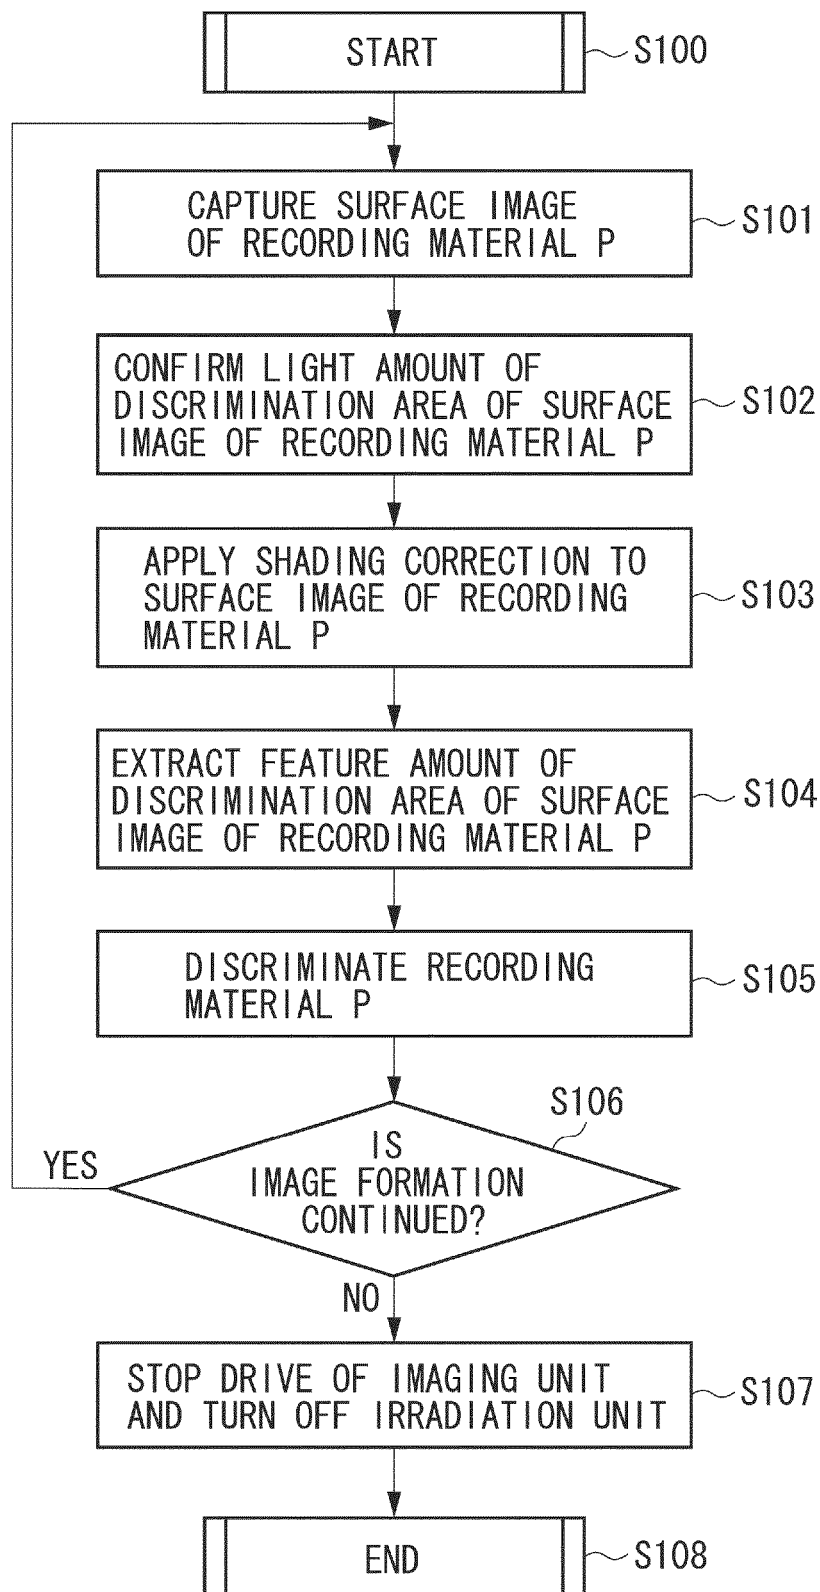 START
S100
CAPTURE SURFACE IMAGE
OF RECORDING MATERIAL P
S101
CONFIRM LIGHT AMOUNT OF
DISCRIMINATION AREA OF SURFACE
IMAGE OF RECORDING MATERIAL P
S102
APPLY SHADING CORRECTION TO
SURFACE IMAGE OF RECORDING
MATERIAL P
S103
EXTRACT FEATURE AMOUNT OF
DISCRIMINATION AREA OF SURFACE
IMAGE OF RECORDING MATERIAL P
S104
DISCRIMINATE RECORDING
MATERIAL P
S105
S106
IS
IMAGE FORMATION
CONTINUED?
YES
NO
STOP DRIVE OF IMAGING UNIT
AND TURN OFF IRRADIATION UNIT
S107
END
S108